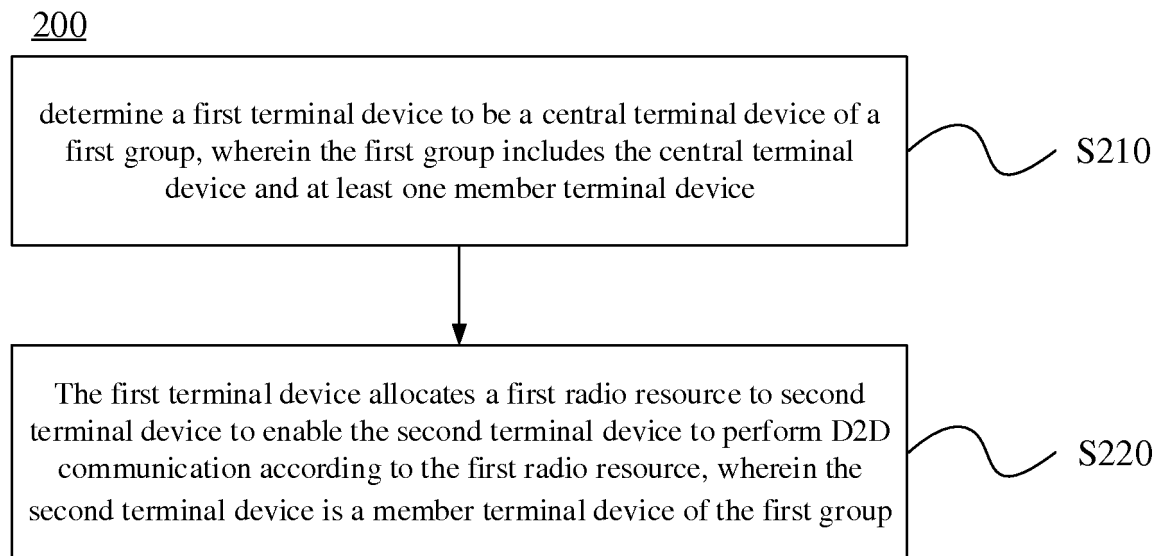 200
determine a first terminal device to be a central terminal device of a
first group, wherein the first group includes the central terminal
device and at least one member terminal device
S210
The first terminal device allocates a first radio resource to second
terminal device to enable the second terminal device to perform D2D
communication according to the first radio resource, wherein the
second terminal device is a member terminal device of the first group
S220